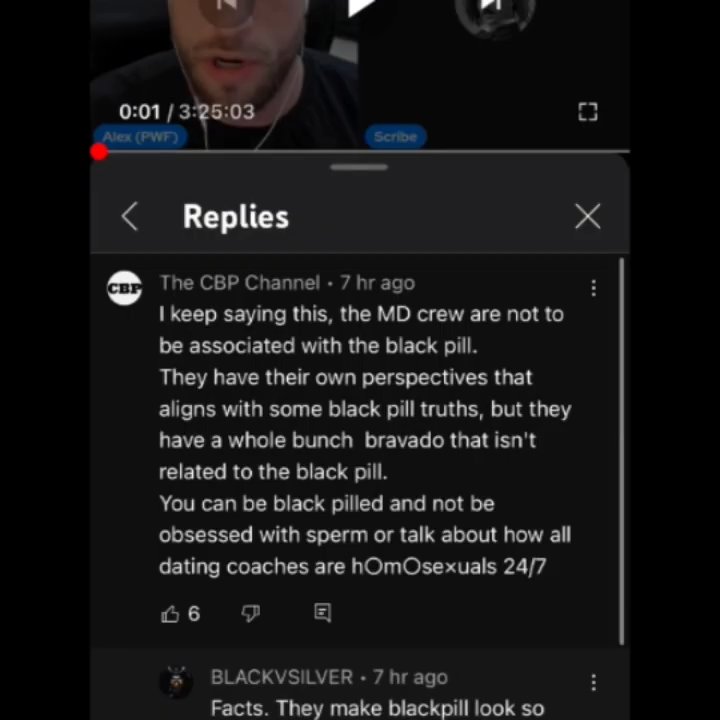 0:01 / 3:25:03
Alex (PWF)
Scribe
Replies
CBP
The CBP Channel • 7 hr ago
I keep saying this, the MD crew are not to
be associated with the black pill.
They have their own perspectives that
aligns with some black pill truths, but they
have a whole bunch bravado that isn't
related to the black pill.
You can be black pilled and not be
obsessed with sperm or talk about how all
dating coaches are hOmOse×uals 24/7
6
BLACKVSILVER • 7 hr ago
Facts. They make blackpill look so